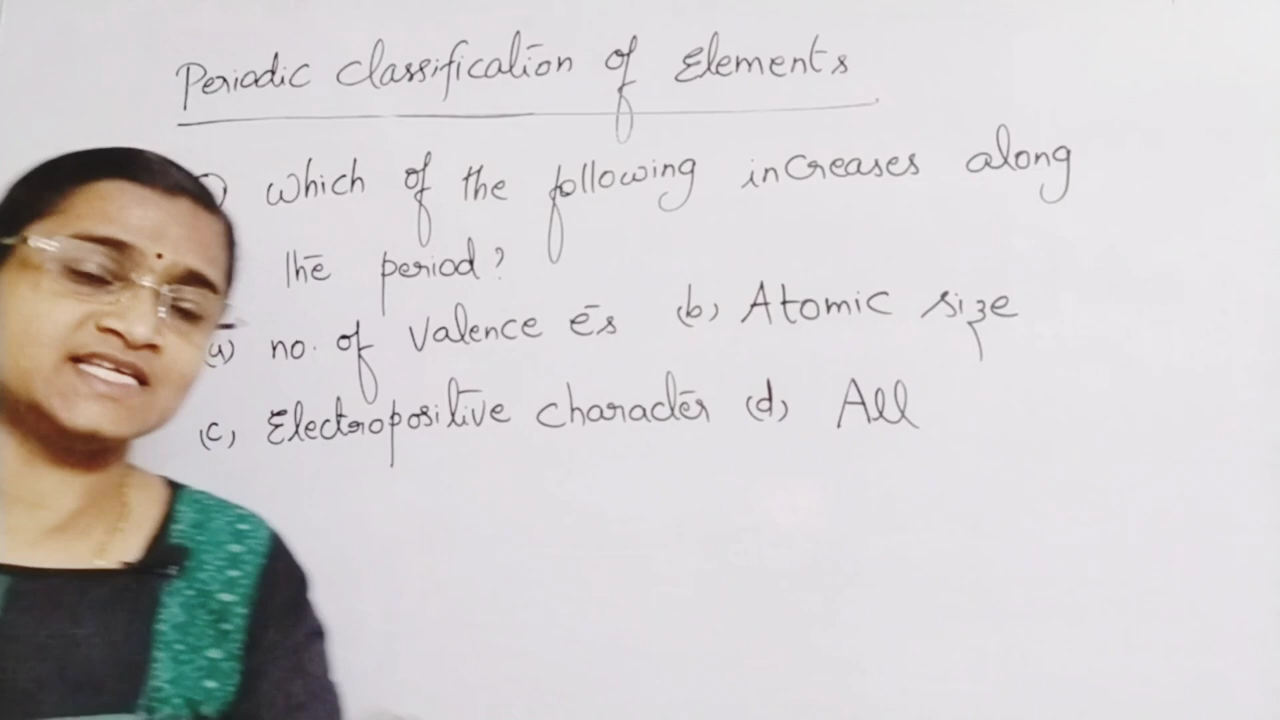 Periodic classification of Elements
which of the following increases along
the period?
(a) no. of valence ēs (b) Atomic size
(c) Electropositive character (d) All